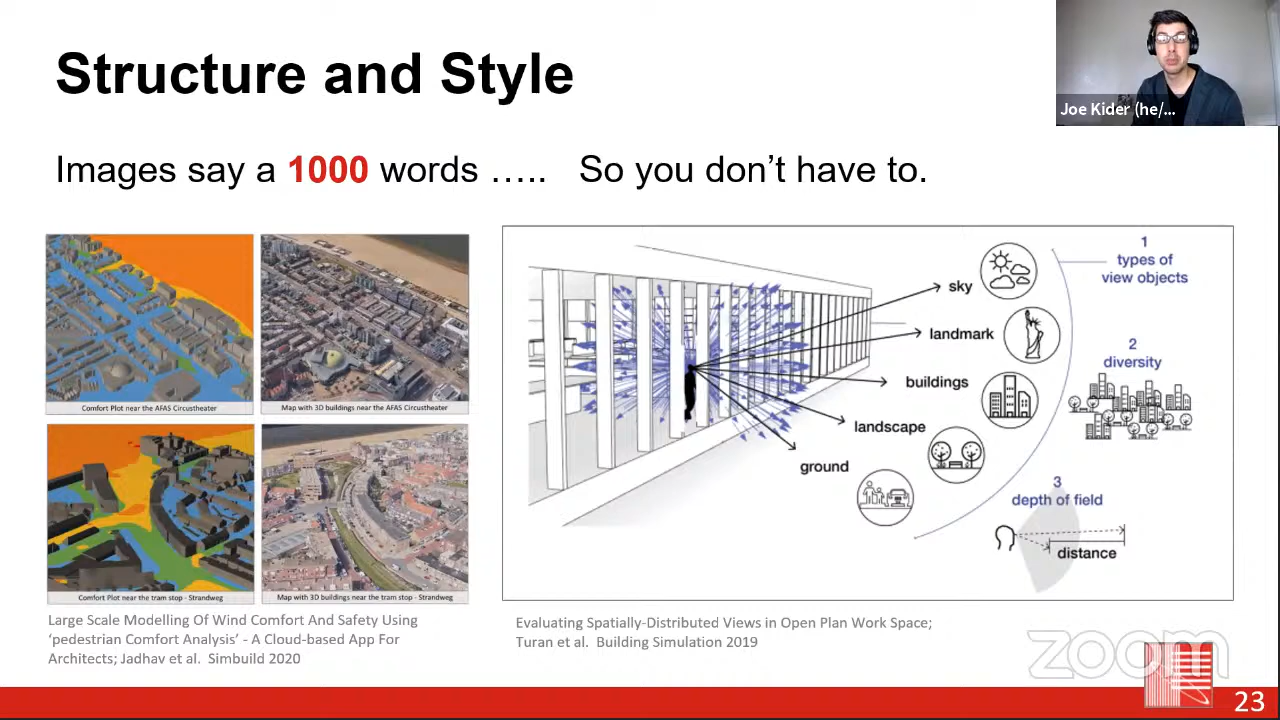 Structure and Style
Joe Kider (he/...
Images say a 1000 words ….. So you don’t have to.
Comfort Plot near the AFAS Circustheater
Map with 3D buildings near the AFAS Circustheater
Comfort Plot near the tram stop - Strandweg
Map with 3D buildings near the tram stop - Strandweg
Large Scale Modelling Of Wind Comfort And Safety Using
‘pedestrian Comfort Analysis’ - A Cloud-based App For
Architects; Jadhav et al. Simbuild 2020
sky
landmark
buildings
landscape
ground
1
types of
view objects
2
diversity
3
depth of field
distance
Evaluating Spatially-Distributed Views in Open Plan Work Space;
Turan et al. Building Simulation 2019
zoom
23